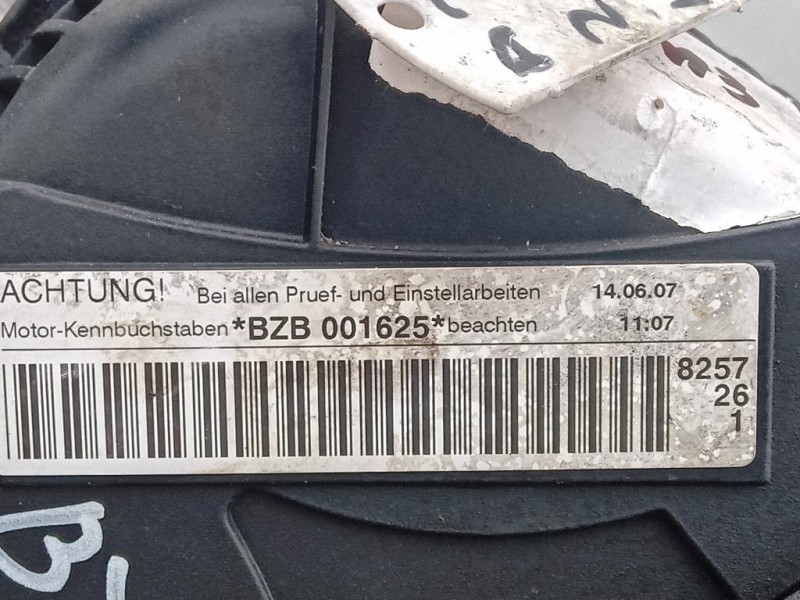 ACHTUNG! Bei allen Pruef- und Einstellarbeiten 14.06.07
Motor-Kennbuchstaben *BZB 001625* beachten 11:07
8257
26
1